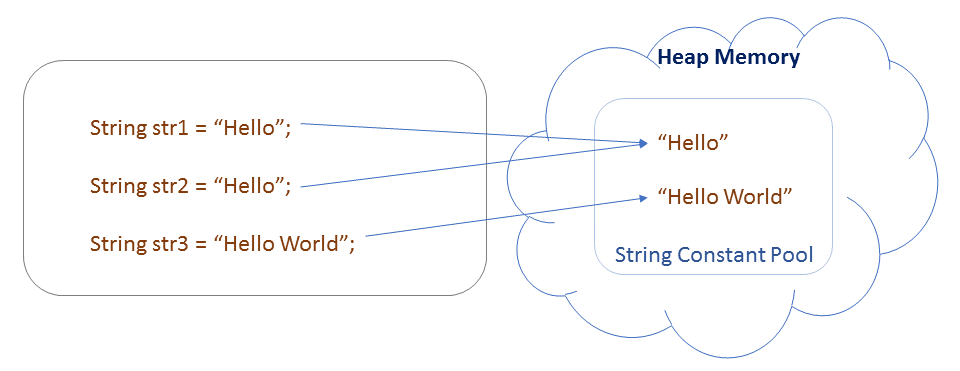 String str1 = “Hello”;
String str2 = “Hello”;
String str3 = “Hello World”;
Heap Memory
“Hello”
“Hello World”
String Constant Pool